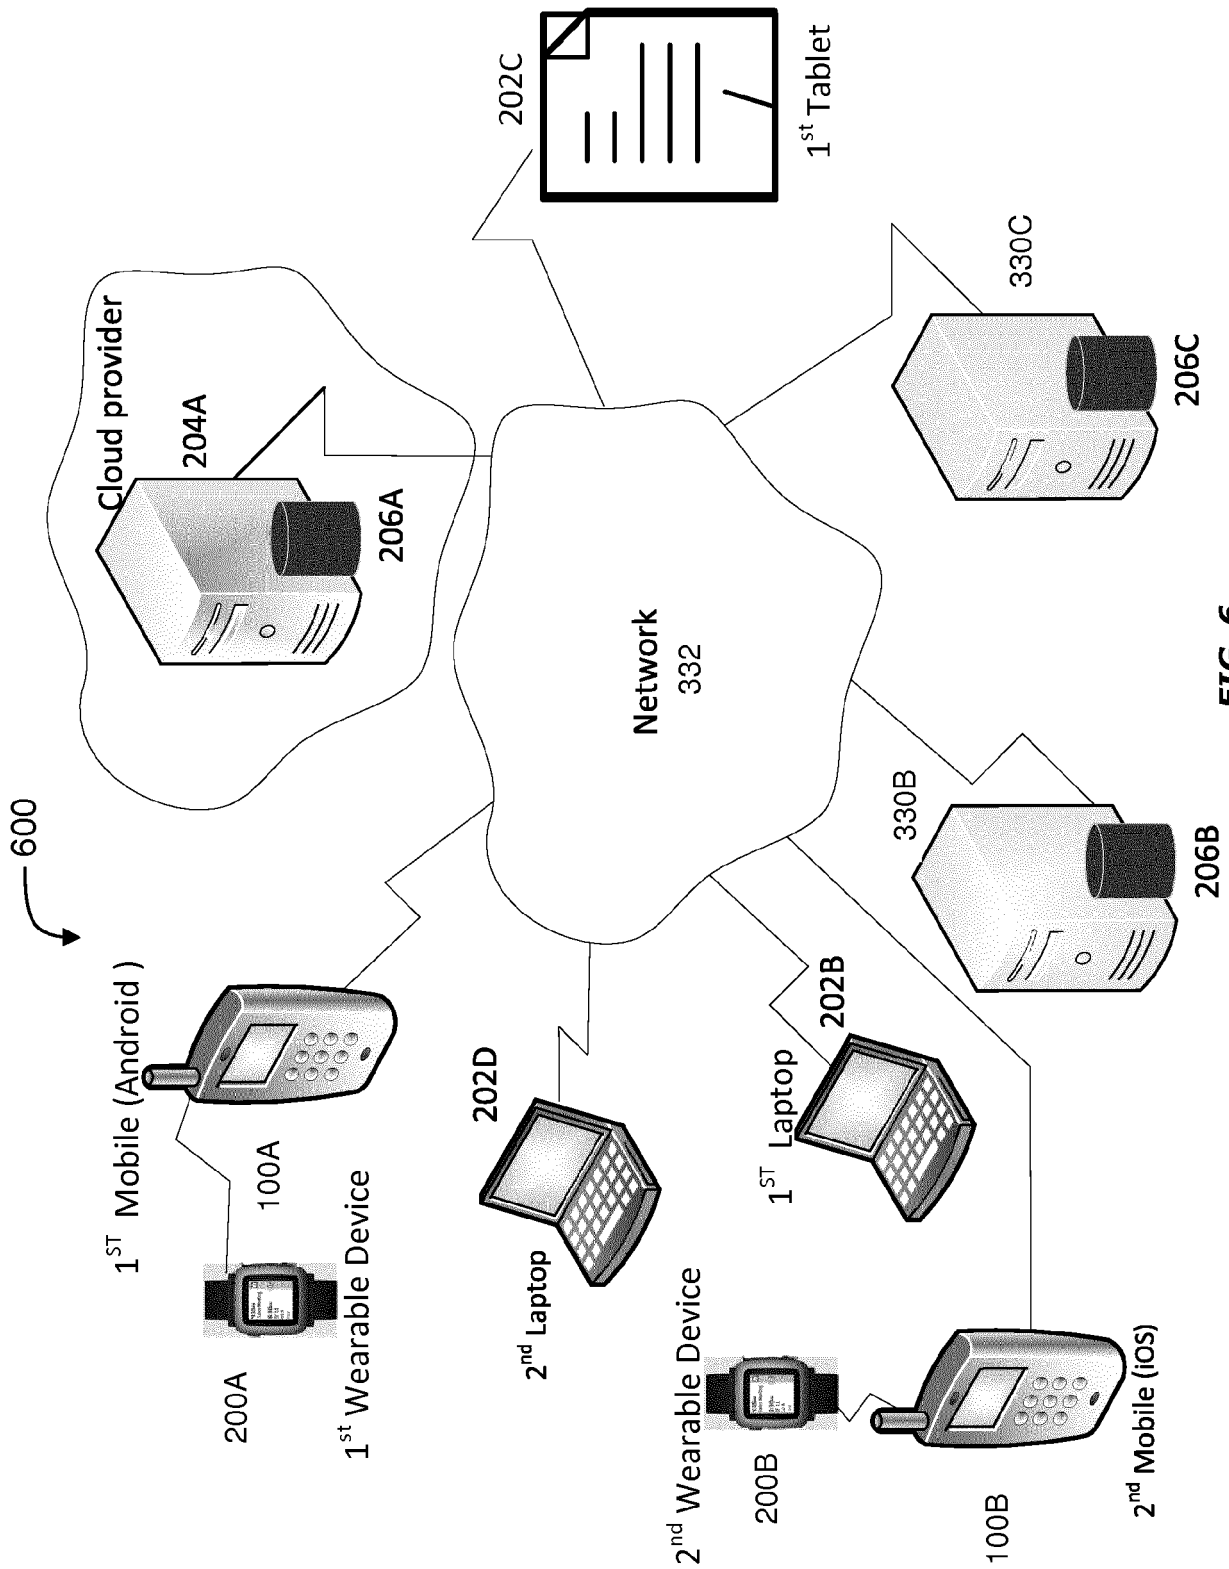 600
1ST Mobile (Android )
100A
200A
1st Wearable Device
Cloud provider
204A
206A
202C
1st Tablet
Network
332
202D
2nd Laptop
202B
1ST Laptop
2nd Wearable Device
200B
100B
2nd Mobile (iOS)
330B
206B
330C
206C
FIG. 6